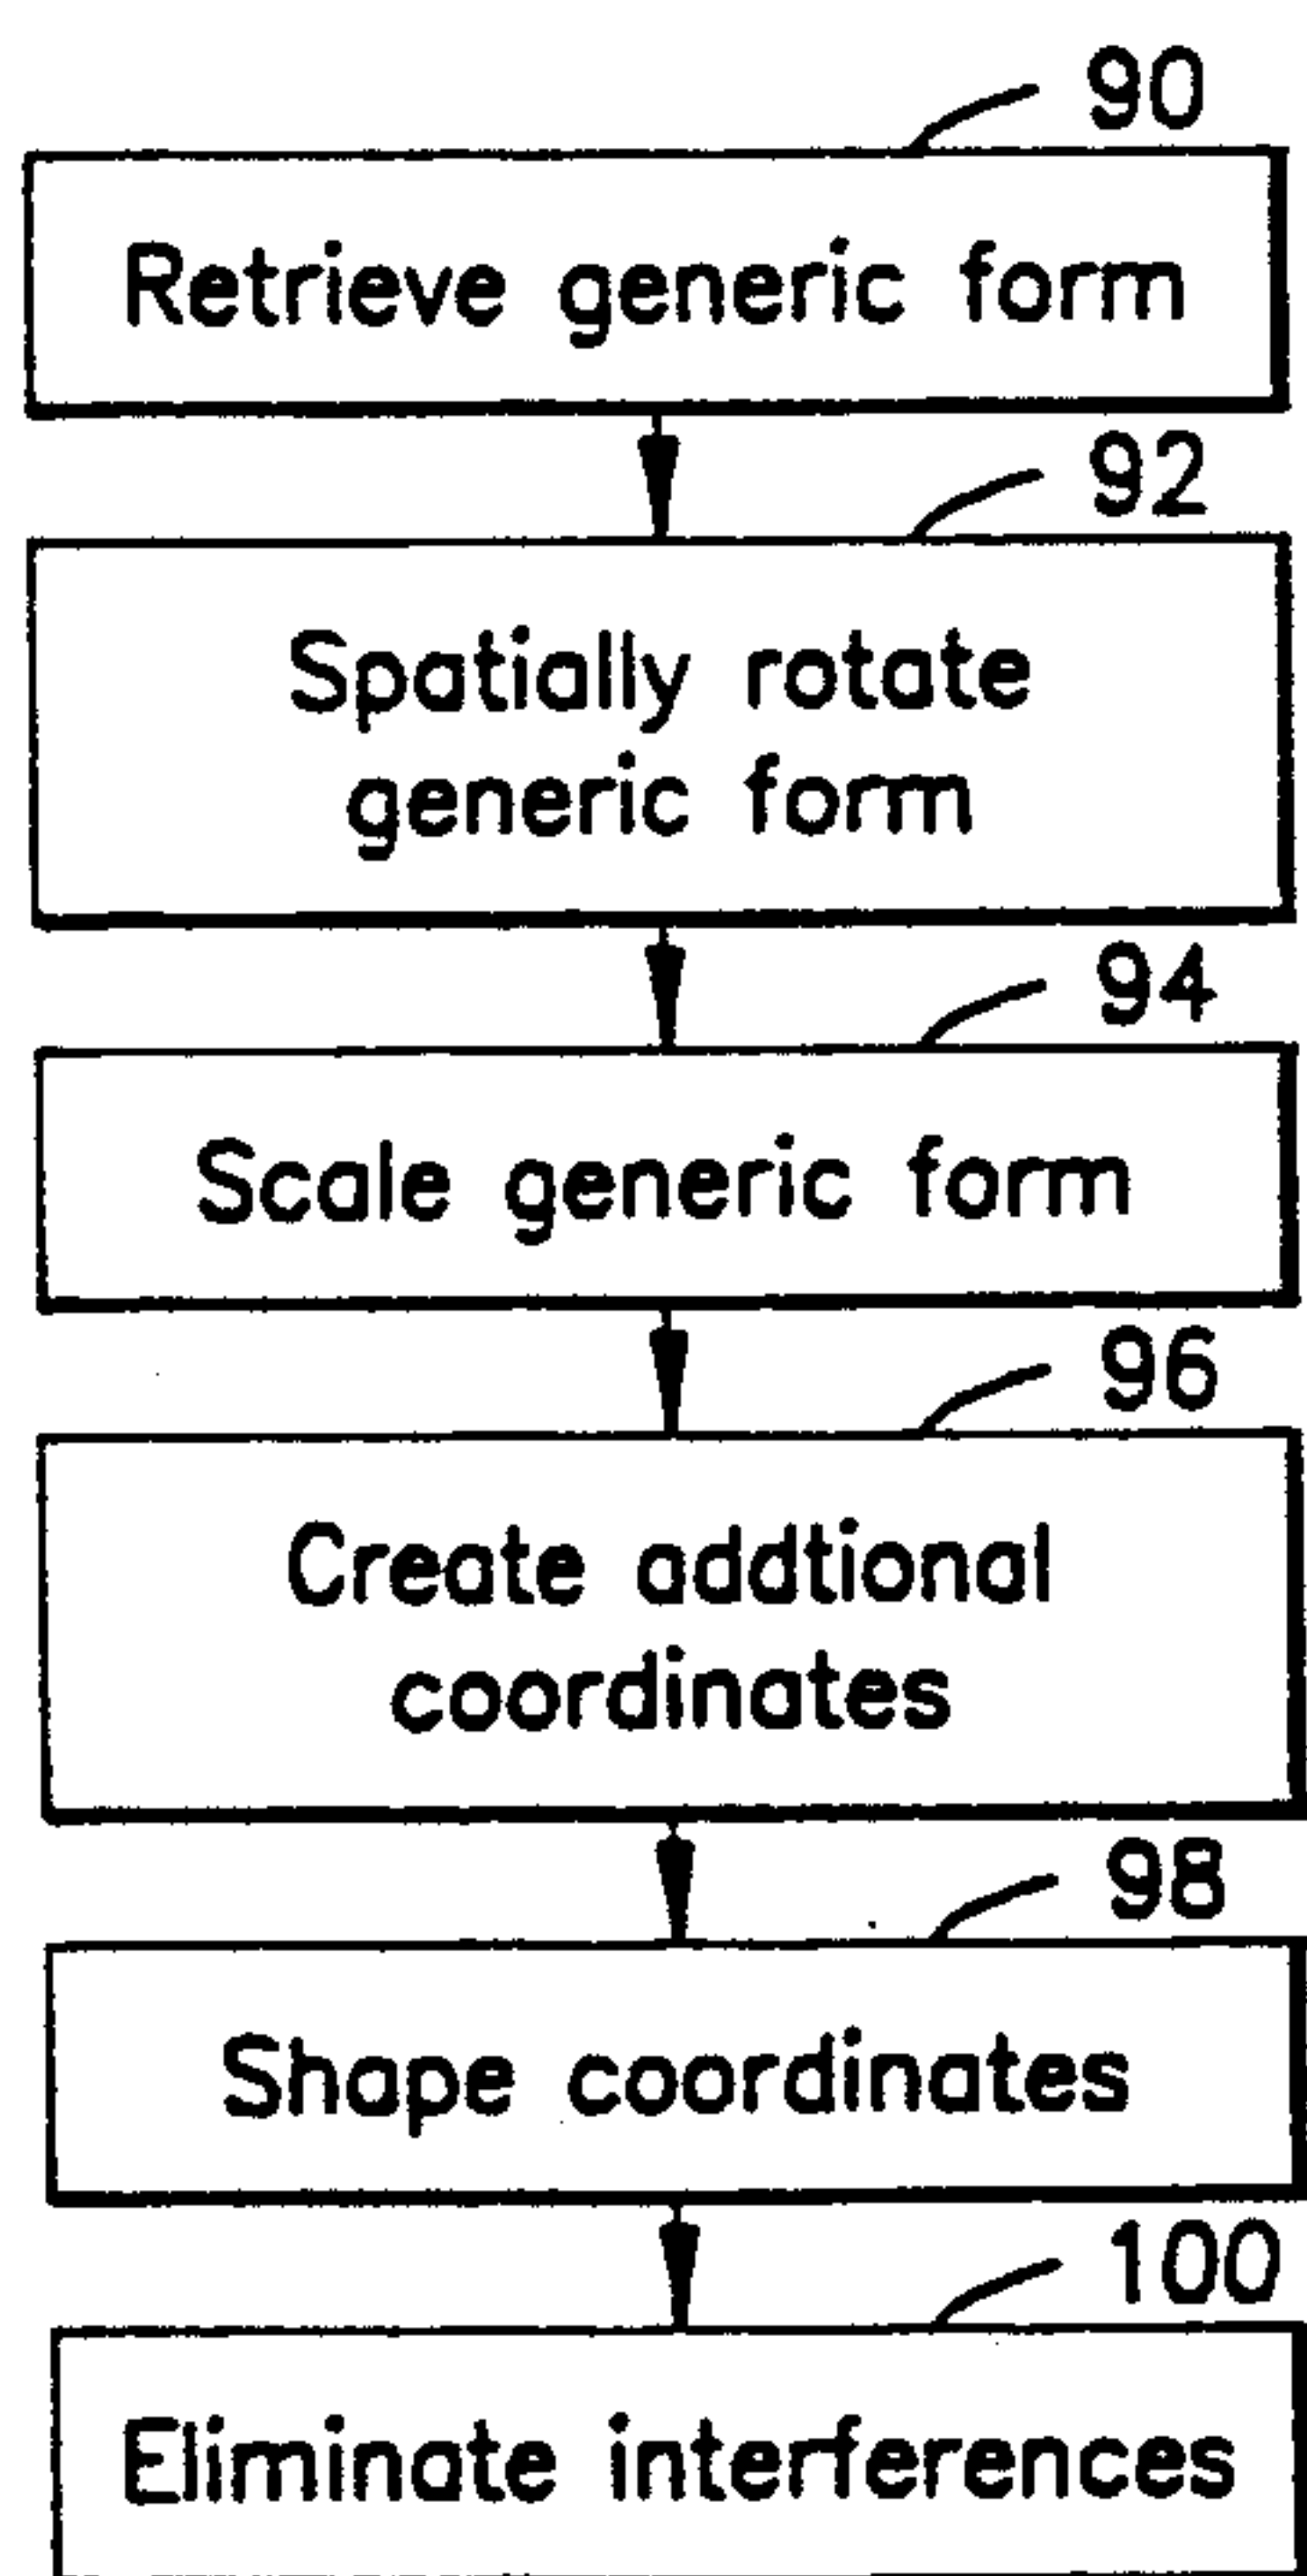 90
Retrieve generic form
92
Spatially rotate
generic form
94
Scale generic form
96
Create addtional
coordinates
98
Shape coordinates
100
Eliminate interferences